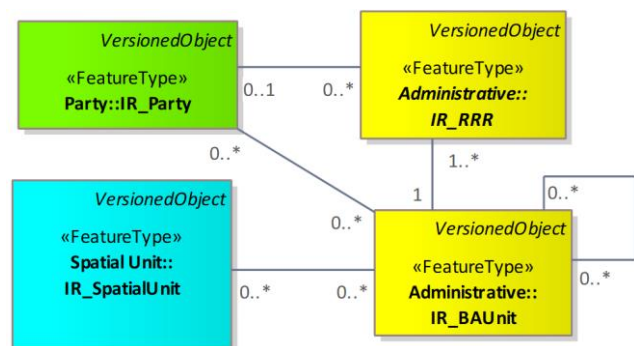 VersionedObject
«FeatureType»
Party::IR_Party
VersionedObject
«FeatureType»
Administrative::
IR_RRR
0..1
0..*
0..*
1..*
1
0..*
VersionedObject
«FeatureType»
Spatial Unit::
IR_SpatialUnit
VersionedObject
«FeatureType»
Administrative::
IR_BAUnit
0..*
0..*
0..*
0..*